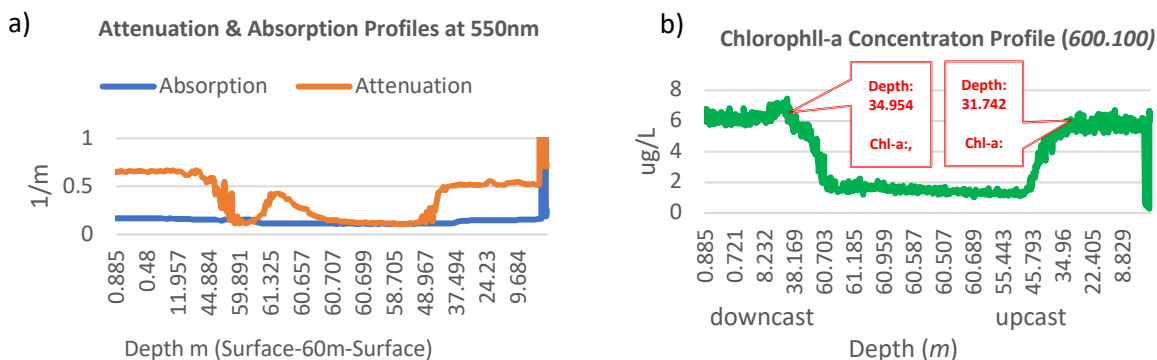 a)
Attenuation & Absorption Profiles at 550nm
Absorption
Attenuation
1
0.5
0
1/m
0.885
0.48
11.957
44.884
59.891
61.325
60.657
60.707
60.699
58.705
48.967
37.494
24.23
9.684
Depth m (Surface-60m-Surface)
b)
Chlorophll-a Concentraton Profile (600.100)
Depth:
34.954
Chl-a:,
Depth:
31.742
Chl-a:
8
6
4
2
0
ug/L
0.885
0.721
8.232
38.169
60.703
61.185
60.959
60.587
60.507
60.689
55.443
45.793
34.96
22.405
8.829
downcast
upcast
Depth (m)